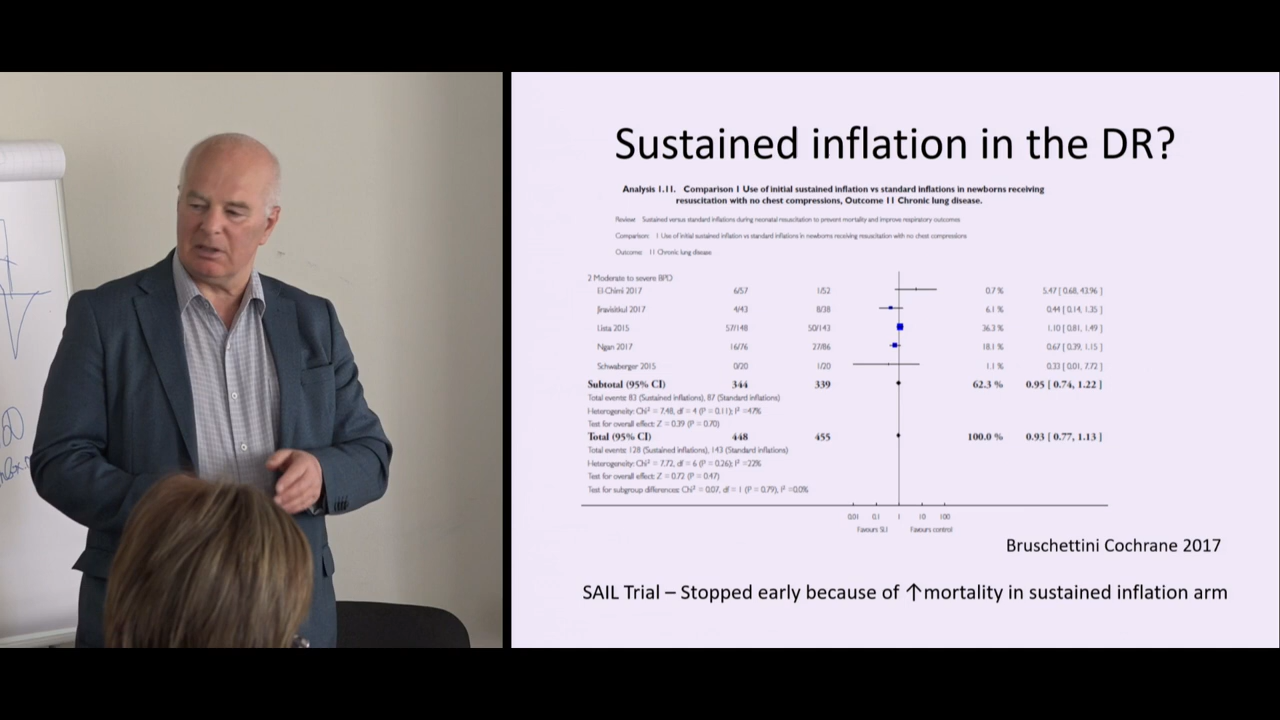 Sustained inflation in the DR?
Analysis 1.11. Comparison 1 Use of initial sustained inflation vs standard inflations in newborns receiving
resuscitation with no chest compressions, Outcome 11 Chronic lung disease.
Review: Sustained versus standard inflations during neonatal resuscitation to prevent mortality and improve respiratory outcomes
Comparison: 1 Use of initial sustained inflation vs standard inflations in newborns receiving resuscitation with no chest compressions
Outcome: 11 Chronic lung disease
2 Moderate to severe BPD
El-Chimi 2017 6/57 1/52 0.7 % 5.47 [ 0.68, 43.96 ]
Jiravisitkul 2017 4/43 8/38 6.1 % 0.44 [ 0.14, 1.35 ]
Lista 2015 57/148 50/143 36.3 % 1.10 [ 0.81, 1.49 ]
Ngan 2017 16/76 27/86 18.1 % 0.67 [ 0.39, 1.15 ]
Schwaberger 2015 0/20 1/20 1.1 % 0.33 [ 0.01, 7.72 ]
Subtotal (95% CI) 344 339 62.3 % 0.95 [ 0.74, 1.22 ]
Total events: 83 (Sustained inflations), 87 (Standard inflations)
Heterogeneity: Chi² = 7.48, df = 4 (P = 0.11); I² =47%
Test for overall effect: Z = 0.39 (P = 0.70)
Total (95% CI) 448 455 100.0 % 0.93 [ 0.77, 1.13 ]
Total events: 128 (Sustained inflations), 143 (Standard inflations)
Heterogeneity: Chi² = 7.72, df = 6 (P = 0.26); I² =22%
Test for overall effect: Z = 0.72 (P = 0.47)
Test for subgroup differences: Chi² = 0.07, df = 1 (P = 0.79), I² =0.0%
0.01 0.1 1 10 100
Favours SLI Favours control
Bruschettini Cochrane 2017
SAIL Trial – Stopped early because of ↑mortality in sustained inflation arm